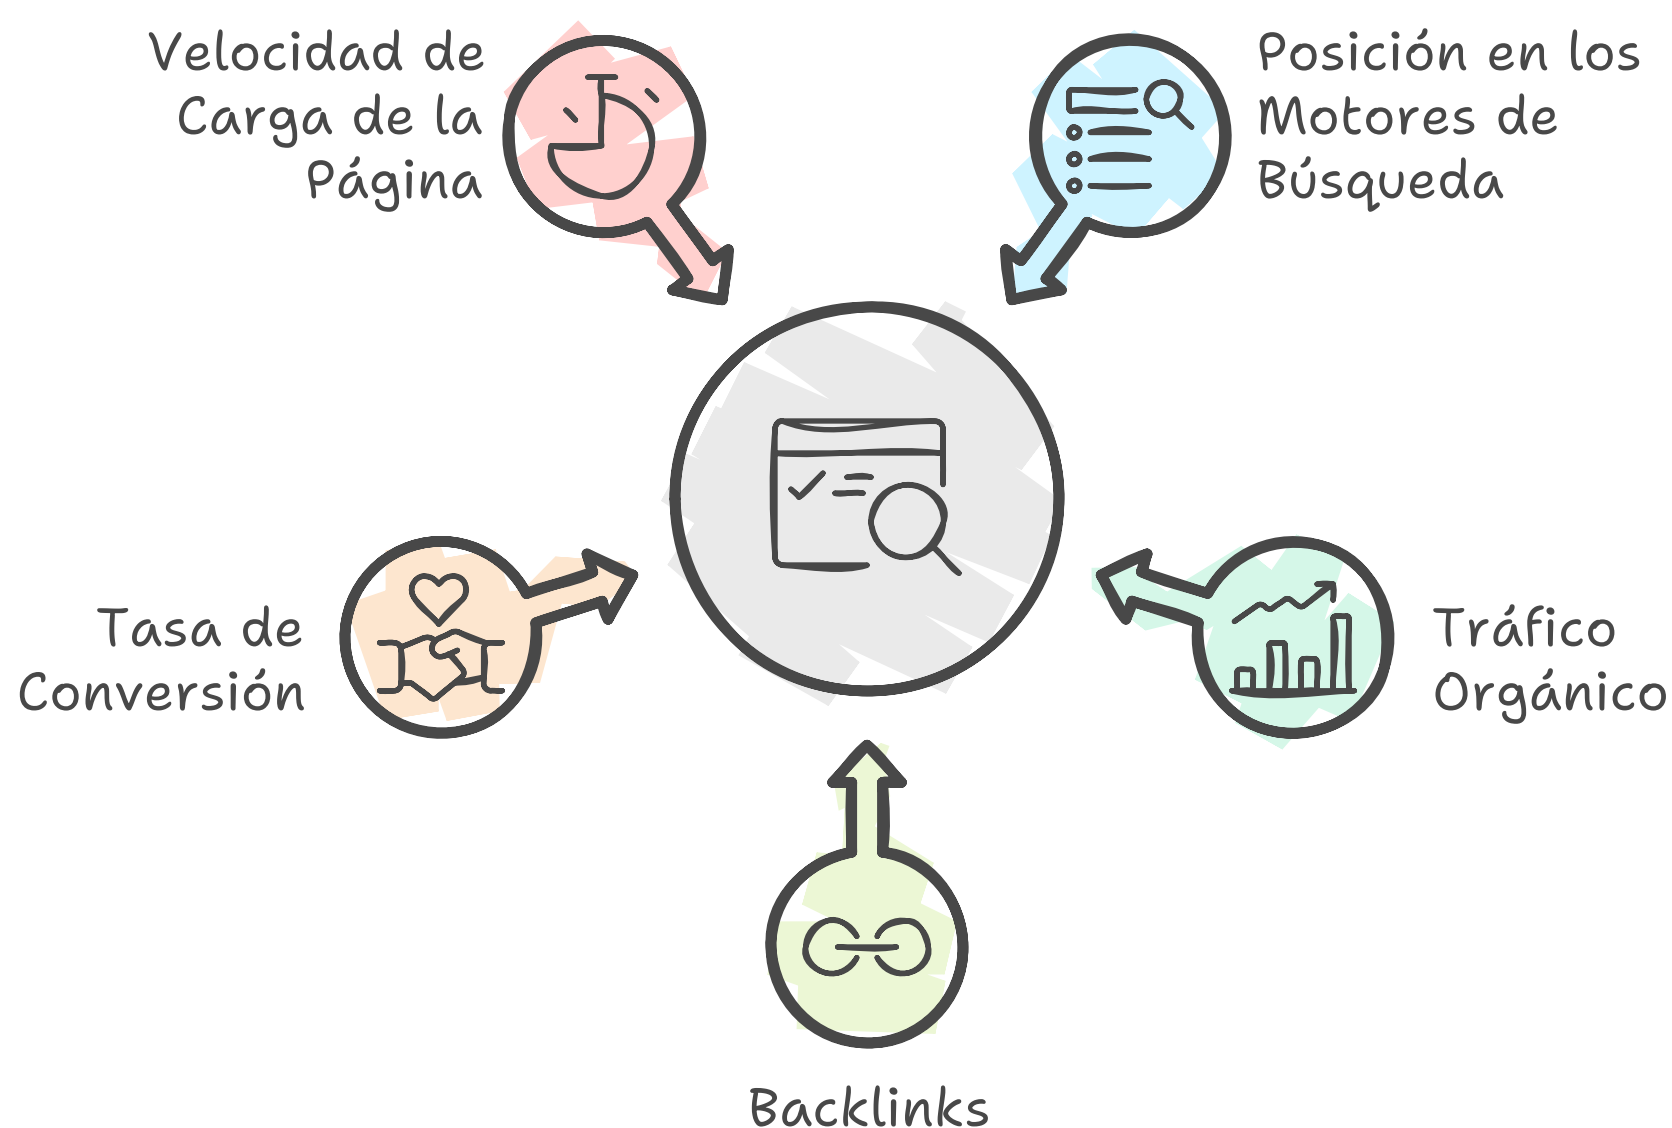 Velocidad de
Carga de la
Página
Posición en los
Motores de
Búsqueda
Tasa de
Conversión
Tráfico
Orgánico
Backlinks